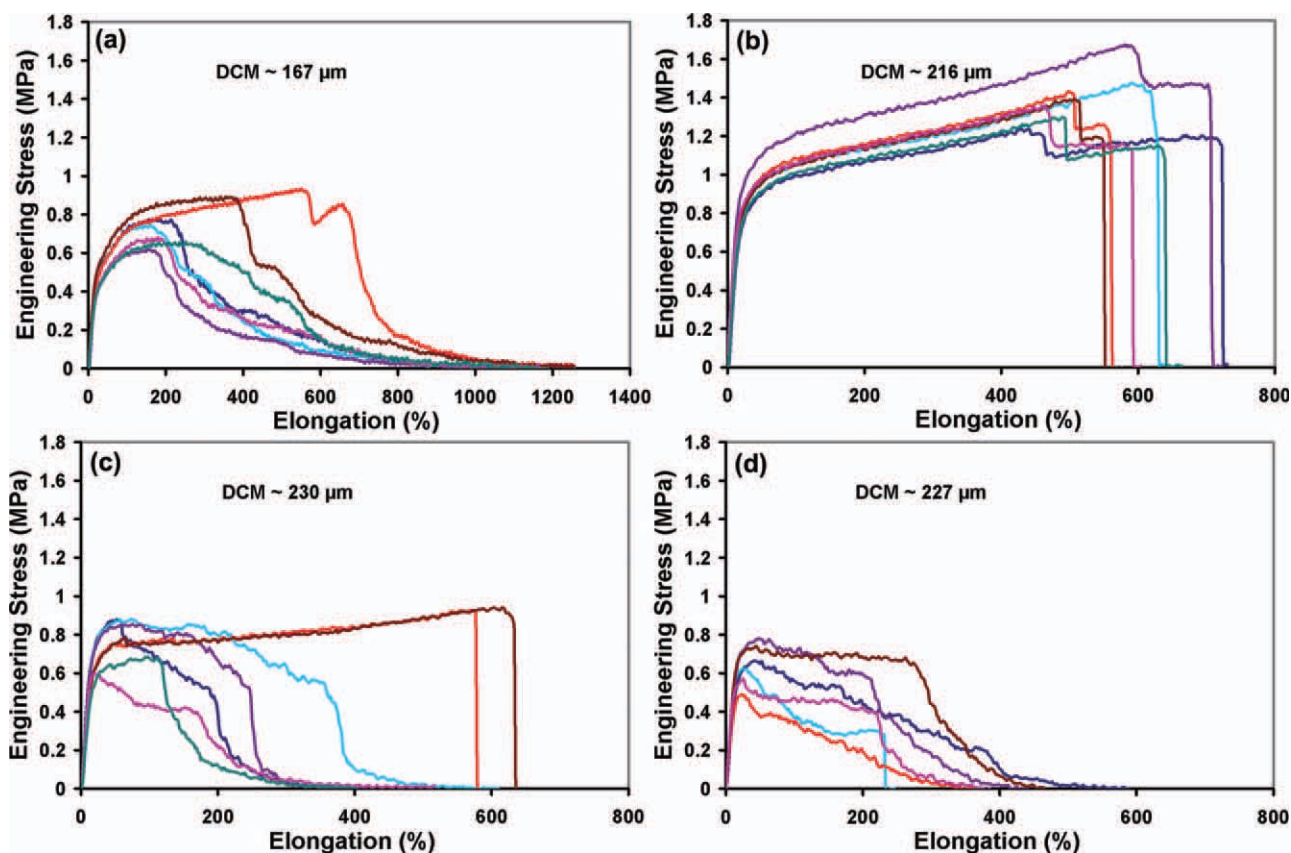 (a)
DCM ~ 167 µm
Engineering Stress (MPa)
1.8
1.6
1.4
1.2
1
0.8
0.6
0.4
0.2
0
0 200 400 600 800 1000 1200 1400
Elongation (%)
(b)
DCM ~ 216 µm
Engineering Stress (MPa)
1.8
1.6
1.4
1.2
1
0.8
0.6
0.4
0.2
0
0 200 400 600 800
Elongation (%)
(c)
DCM ~ 230 µm
Engineering Stress (MPa)
1.8
1.6
1.4
1.2
1
0.8
0.6
0.4
0.2
0
0 200 400 600 800
Elongation (%)
(d)
DCM ~ 227 µm
Engineering Stress (MPa)
1.8
1.6
1.4
1.2
1
0.8
0.6
0.4
0.2
0
0 200 400 600 800
Elongation (%)